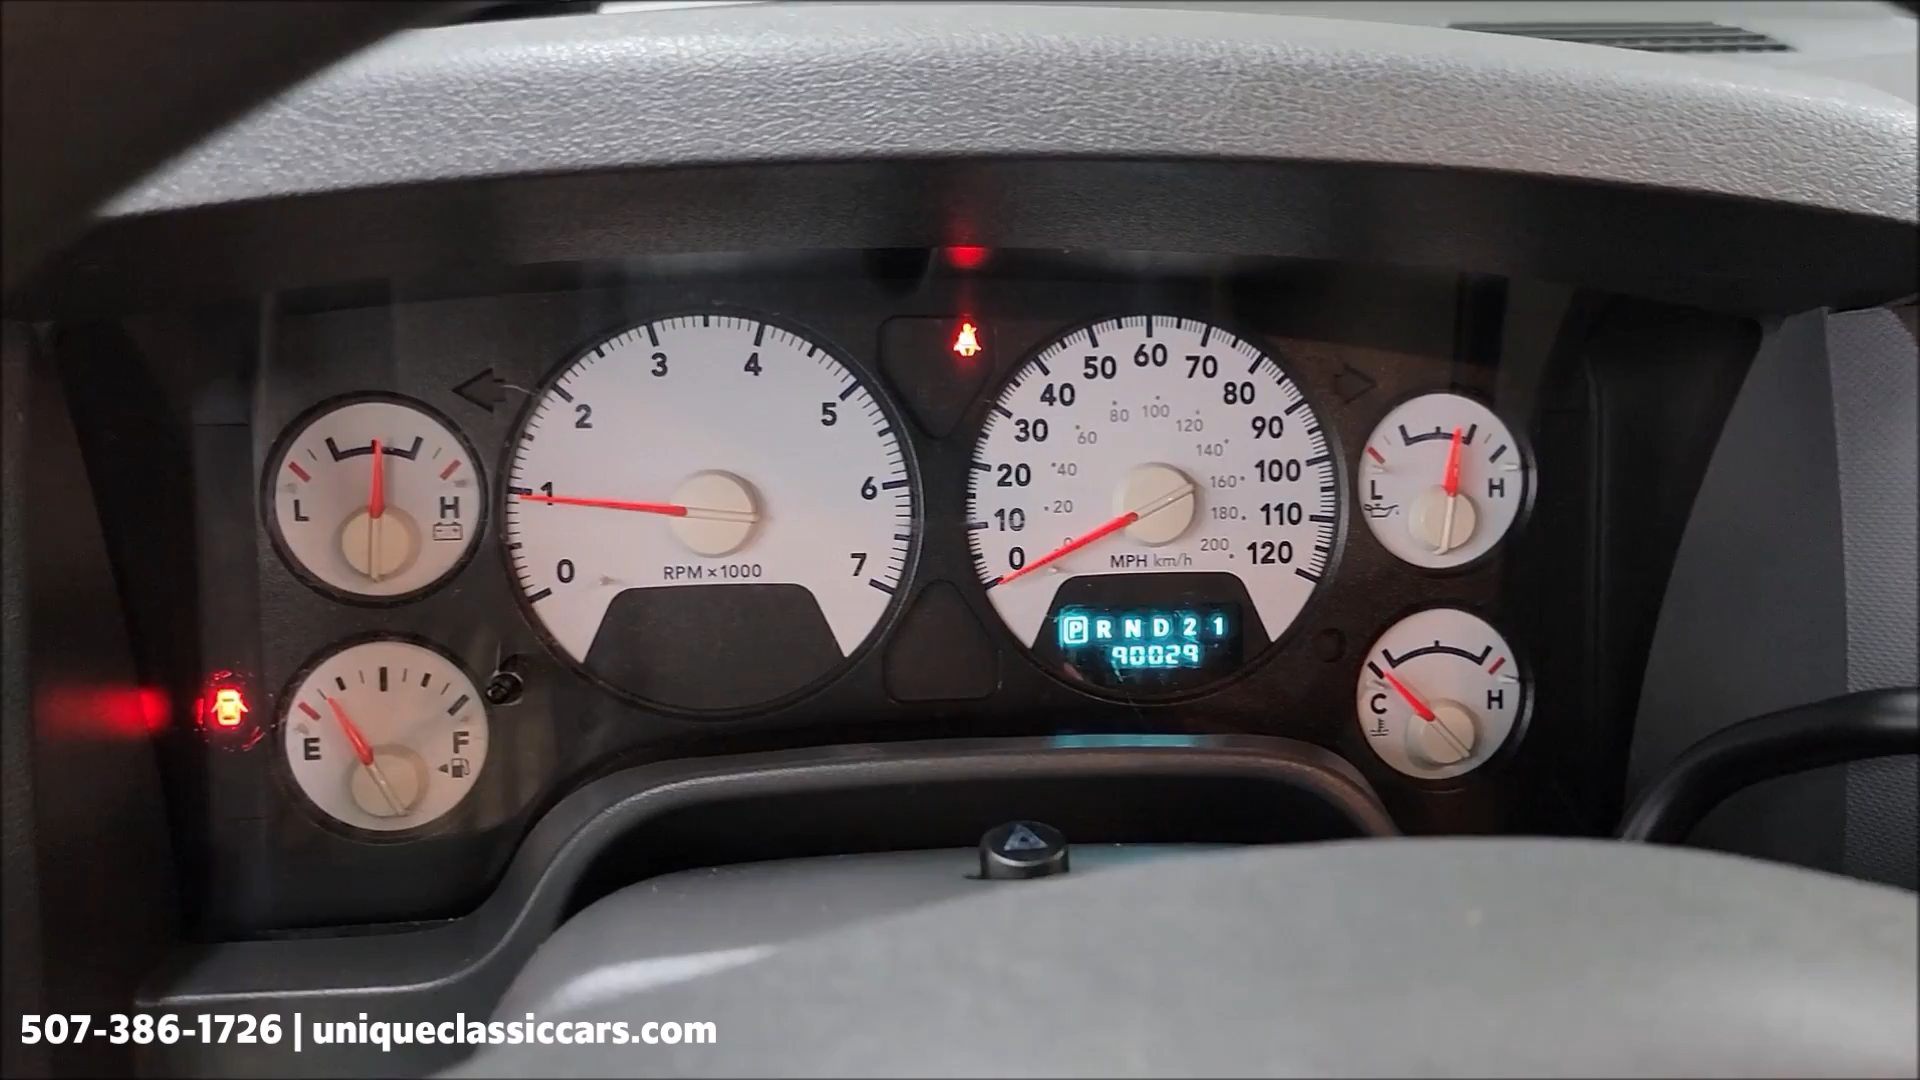 L H
E F
0 1 2 3 4 5 6 7
RPM x 1000
0 10 20 30 40 50 60 70 80 90 100 110 120
0 20 40 60 80 100 120 140 160 180 200
MPH km/h
P R N D 2 1
90029
L H
C H
507-386-1726 | uniqueclassiccars.com